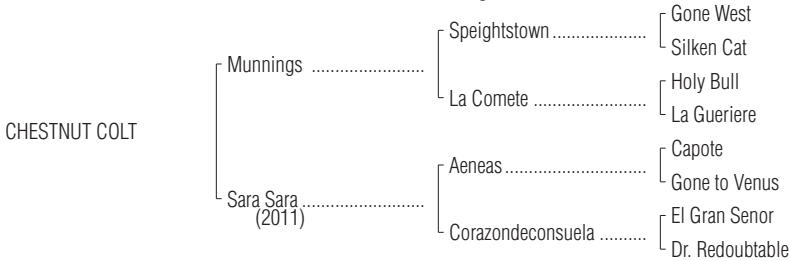 Gone West
Speightstown ....................
Silken Cat
Munnings ........................
Holy Bull
La Comete ........................
La Gueriere
CHESTNUT COLT
Capote
Aeneas ..............................
Gone to Venus
Sara Sara ..........................
(2011)
El Gran Senor
Corazondeconsuela ..........
Dr. Redoubtable